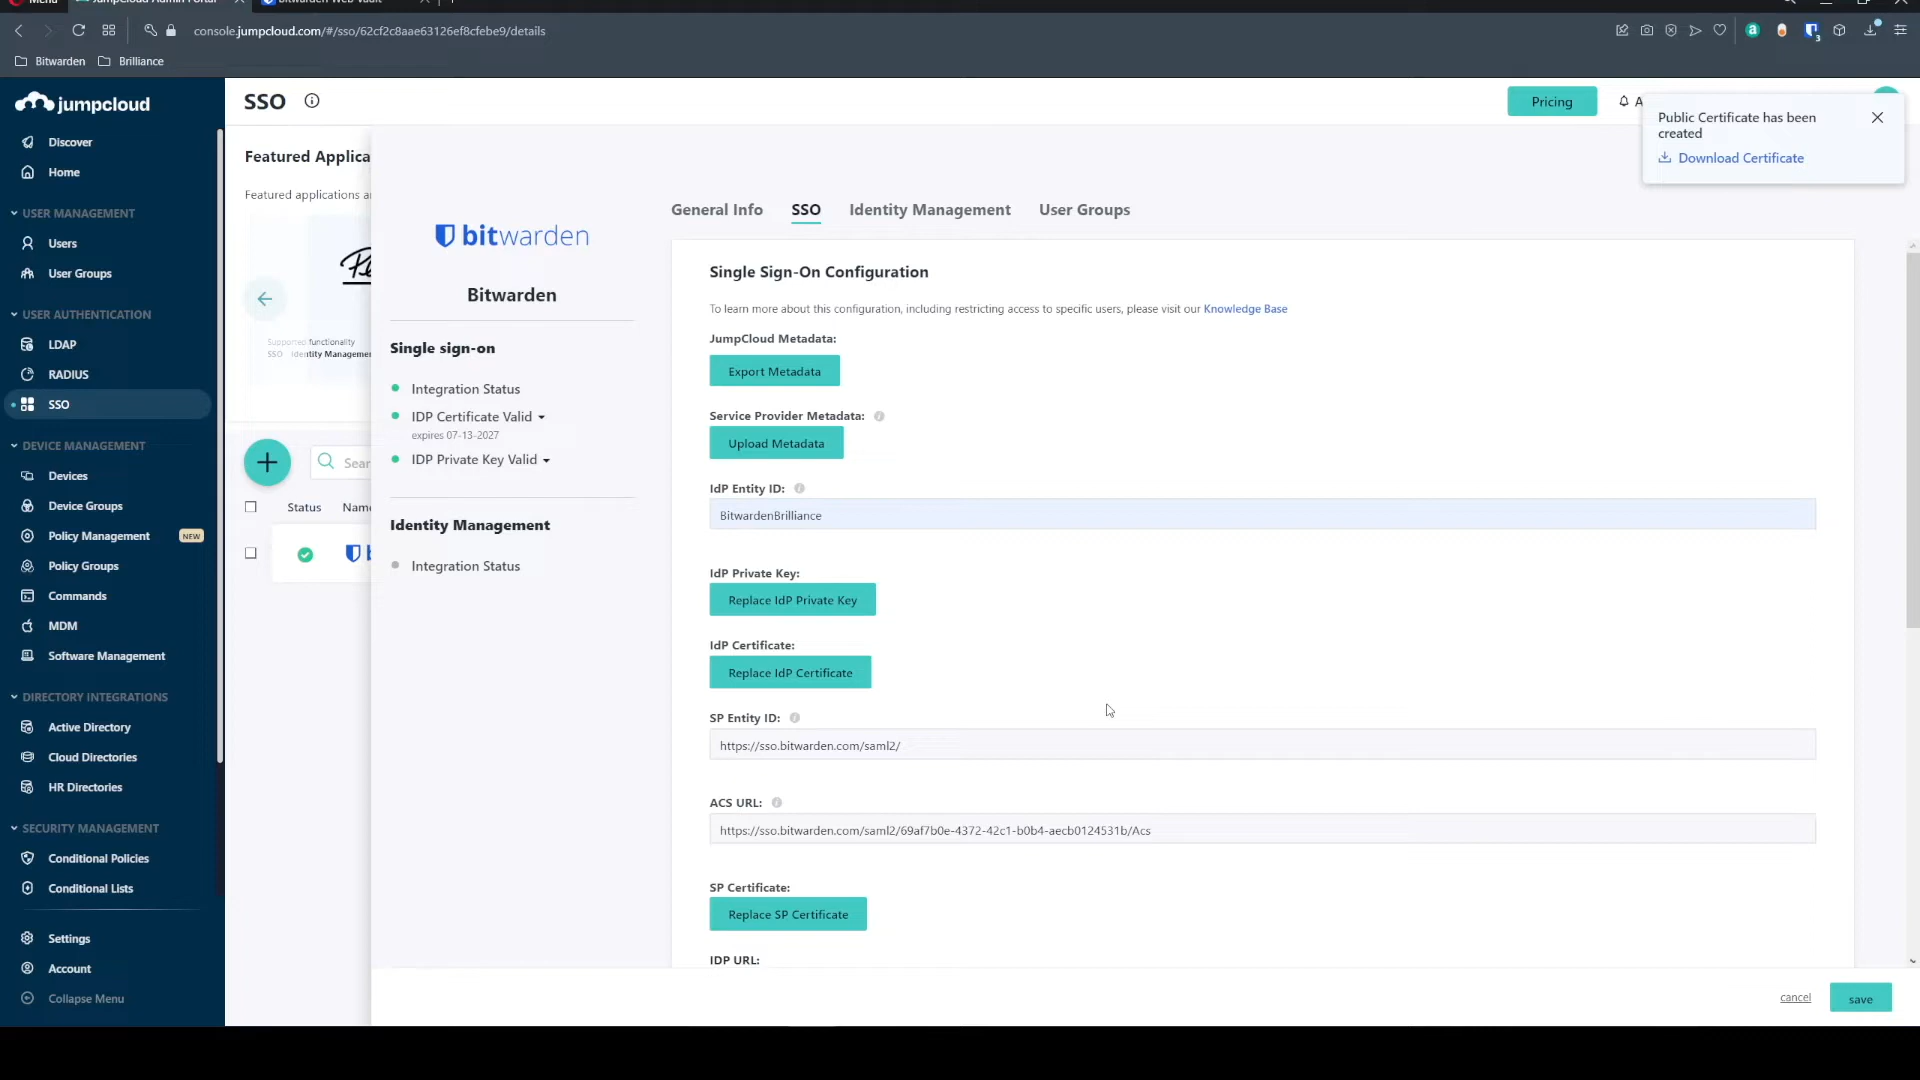 Menu
JumpCloud Admin Portal
Bitwarden Web Vault
console.jumpcloud.com/#/sso/62cf2c8aae63126ef8cfebe9/details
Bitwarden
Brilliance
jumpcloud
Discover
Home
USER MANAGEMENT
Users
User Groups
USER AUTHENTICATION
LDAP
RADIUS
SSO
DEVICE MANAGEMENT
Devices
Device Groups
Policy Management NEW
Policy Groups
Commands
MDM
Software Management
DIRECTORY INTEGRATIONS
Active Directory
Cloud Directories
HR Directories
SECURITY MANAGEMENT
Conditional Policies
Conditional Lists
Settings
Account
Collapse Menu
SSO
Pricing
A
Public Certificate has been
created
Download Certificate
Featured Applica
Featured applications a
Supported functionality
SSO Identity Managemen
Sear
Status Name
b
bitwarden
Bitwarden
Single sign-on
Integration Status
IDP Certificate Valid
expires 07-13-2027
IDP Private Key Valid
Identity Management
Integration Status
General Info SSO Identity Management User Groups
Single Sign-On Configuration
To learn more about this configuration, including restricting access to specific users, please visit our Knowledge Base
JumpCloud Metadata:
Export Metadata
Service Provider Metadata:
Upload Metadata
IdP Entity ID:
BitwardenBrilliance
IdP Private Key:
Replace IdP Private Key
IdP Certificate:
Replace IdP Certificate
SP Entity ID:
https://sso.bitwarden.com/saml2/
ACS URL:
https://sso.bitwarden.com/saml2/69af7b0e-4372-42c1-b0b4-aecb0124531b/Acs
SP Certificate:
Replace SP Certificate
IDP URL:
cancel
save